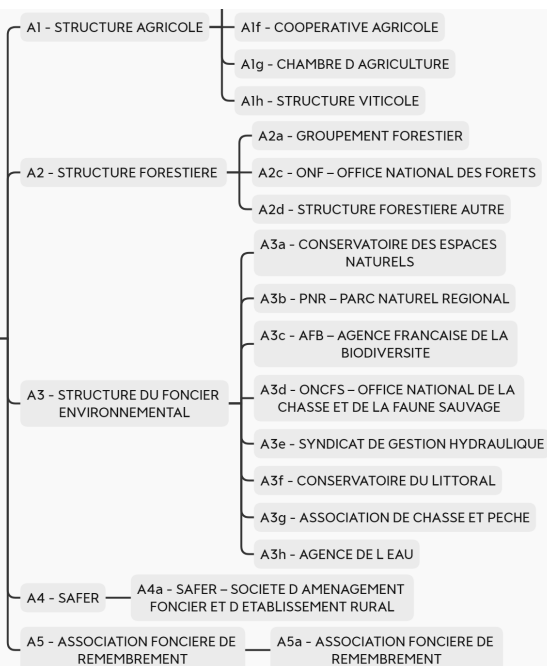 A1 - STRUCTURE AGRICOLE
A1f - COOPERATIVE AGRICOLE
A1g - CHAMBRE D AGRICULTURE
A1h - STRUCTURE VITICOLE
A2 - STRUCTURE FORESTIERE
A2a - GROUPEMENT FORESTIER
A2c - ONF – OFFICE NATIONAL DES FORETS
A2d - STRUCTURE FORESTIERE AUTRE
A3 - STRUCTURE DU FONCIER
ENVIRONNEMENTAL
A3a - CONSERVATOIRE DES ESPACES
NATURELS
A3b - PNR – PARC NATUREL REGIONAL
A3c - AFB – AGENCE FRANCAISE DE LA
BIODIVERSITE
A3d - ONCFS – OFFICE NATIONAL DE LA
CHASSE ET DE LA FAUNE SAUVAGE
A3e - SYNDICAT DE GESTION HYDRAULIQUE
A3f - CONSERVATOIRE DU LITTORAL
A3g - ASSOCIATION DE CHASSE ET PECHE
A3h - AGENCE DE L EAU
A4 - SAFER
A4a - SAFER – SOCIETE D AMENAGEMENT
FONCIER ET D ETABLISSEMENT RURAL
A5 - ASSOCIATION FONCIERE DE
REMEMBREMENT
A5a - ASSOCIATION FONCIERE DE
REMEMBREMENT